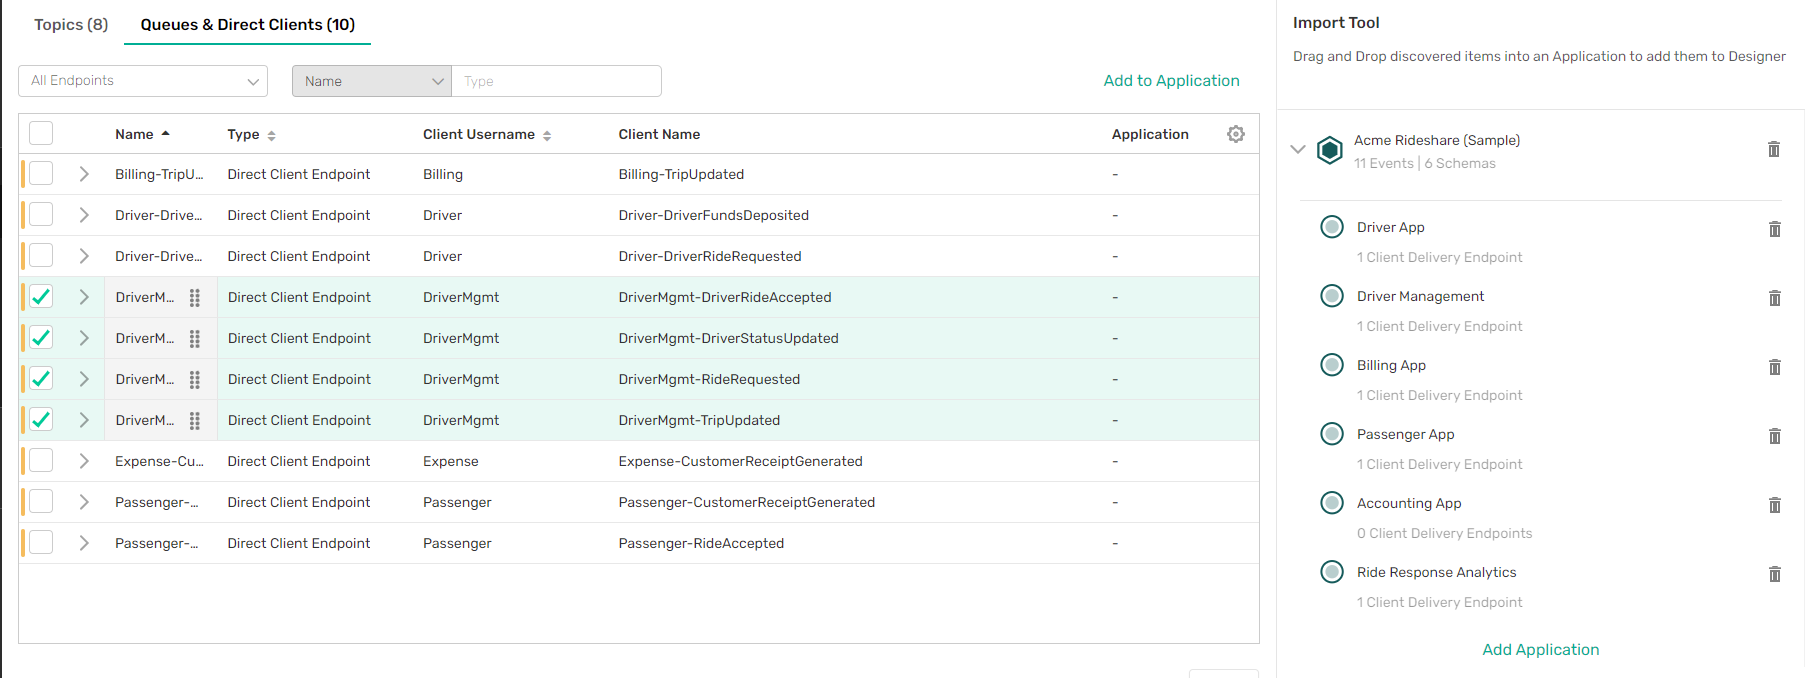 Topics (8) Queues & Direct Clients (10)
All Endpoints Name Type Add to Application
Name Type Client Username Client Name Application
Billing-TripU... Direct Client Endpoint Billing Billing-TripUpdated -
Driver-Drive... Direct Client Endpoint Driver Driver-DriverFundsDeposited -
Driver-Drive... Direct Client Endpoint Driver Driver-DriverRideRequested -
DriverM... Direct Client Endpoint DriverMgmt DriverMgmt-DriverRideAccepted -
DriverM... Direct Client Endpoint DriverMgmt DriverMgmt-DriverStatusUpdated -
DriverM... Direct Client Endpoint DriverMgmt DriverMgmt-RideRequested -
DriverM... Direct Client Endpoint DriverMgmt DriverMgmt-TripUpdated -
Expense-Cu... Direct Client Endpoint Expense Expense-CustomerReceiptGenerated -
Passenger-... Direct Client Endpoint Passenger Passenger-CustomerReceiptGenerated -
Passenger-... Direct Client Endpoint Passenger Passenger-RideAccepted -
Import Tool
Drag and Drop discovered items into an Application to add them to Designer
Acme Rideshare (Sample)
11 Events | 6 Schemas
Driver App
1 Client Delivery Endpoint
Driver Management
1 Client Delivery Endpoint
Billing App
1 Client Delivery Endpoint
Passenger App
1 Client Delivery Endpoint
Accounting App
0 Client Delivery Endpoints
Ride Response Analytics
1 Client Delivery Endpoint
Add Application